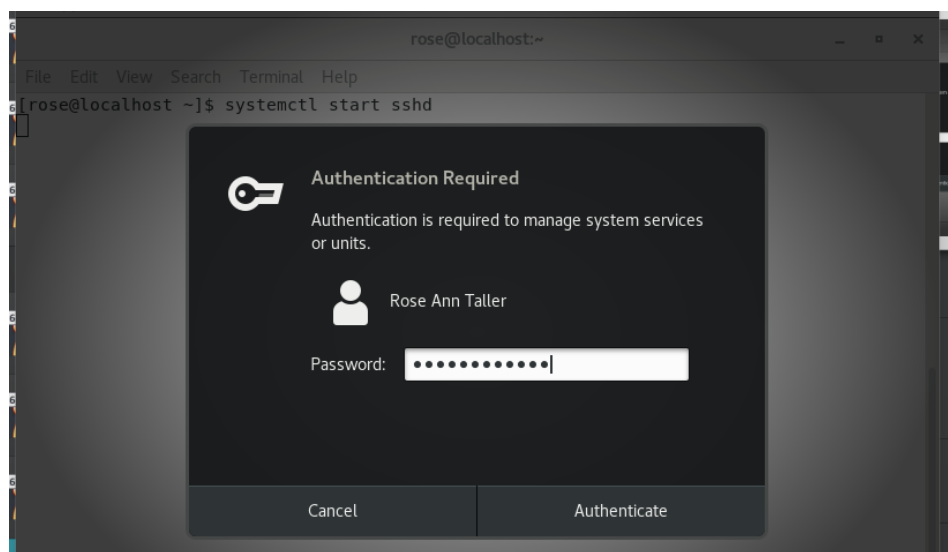 rose@localhost:~
File Edit View Search Terminal Help
[rose@localhost ~]$ systemctl start sshd
Authentication Required
Authentication is required to manage system services
or units.
Rose Ann Taller
Password: ••••••••••••
Cancel Authenticate